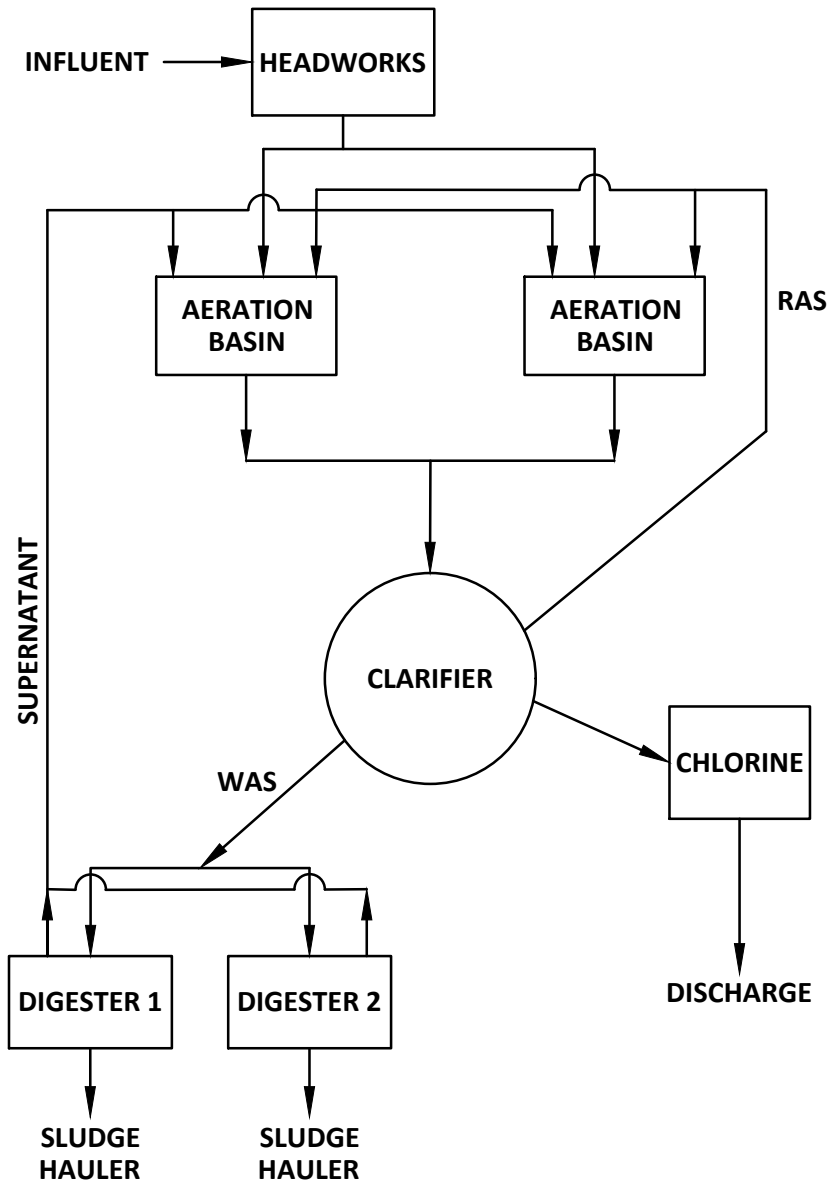 INFLUENT
HEADWORKS
AERATION
BASIN
AERATION
BASIN
RAS
SUPERNATANT
CLARIFIER
WAS
CHLORINE
DIGESTER 1
DIGESTER 2
DISCHARGE
SLUDGE
HAULER
SLUDGE
HAULER